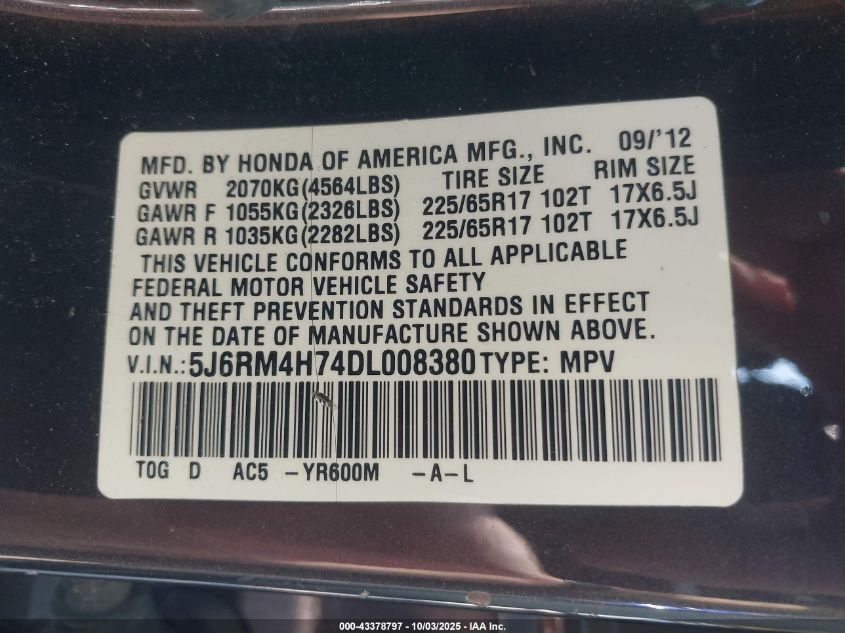 MFD. BY HONDA OF AMERICA MFG., INC. 09/'12
GVWR 2070KG(4564LBS) TIRE SIZE RIM SIZE
GAWR F 1055KG(2326LBS) 225/65R17 102T 17X6.5J
GAWR R 1035KG(2282LBS) 225/65R17 102T 17X6.5J
THIS VEHICLE CONFORMS TO ALL APPLICABLE
FEDERAL MOTOR VEHICLE SAFETY
AND THEFT PREVENTION STANDARDS IN EFFECT
ON THE DATE OF MANUFACTURE SHOWN ABOVE.
V.I.N.:5J6RM4H74DL008380 TYPE: MPV
TOG D AC5 -YR600M -A-L
000-43378797 - 10/03/2025 - IAA Inc.